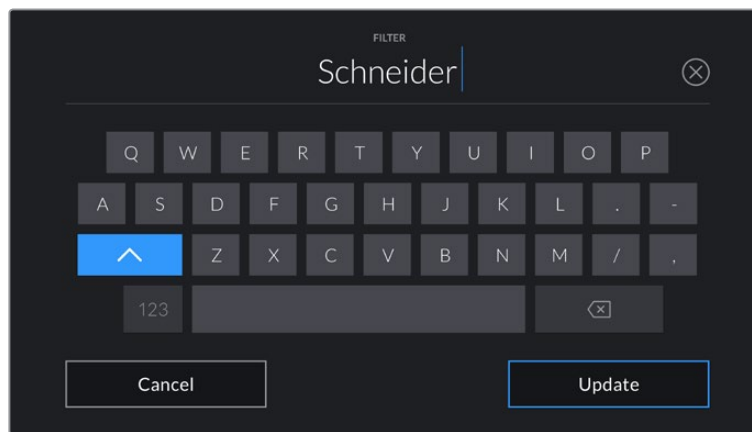 FILTER
Schneider
Q W E R T Y U I O P
A S D F G H J K L . -
Z X C V B N M / ,
123
Cancel Update